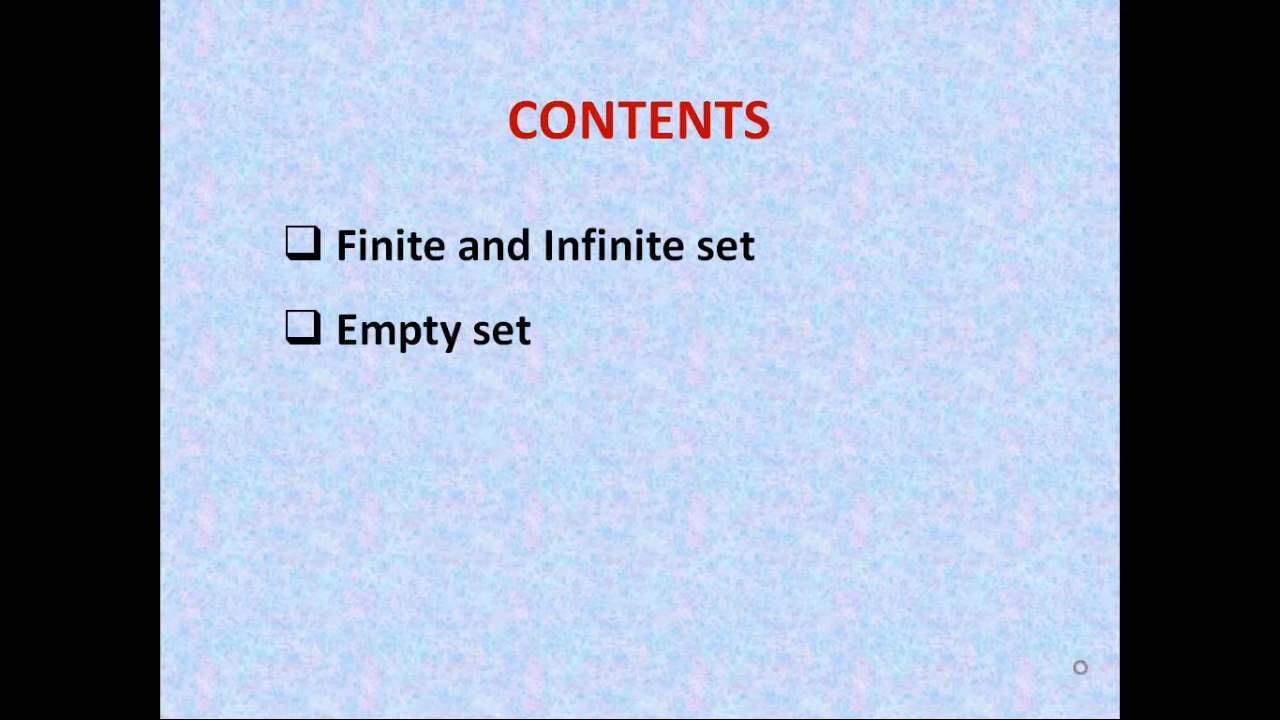 CONTENTS
❑ Finite and Infinite set
❑ Empty set